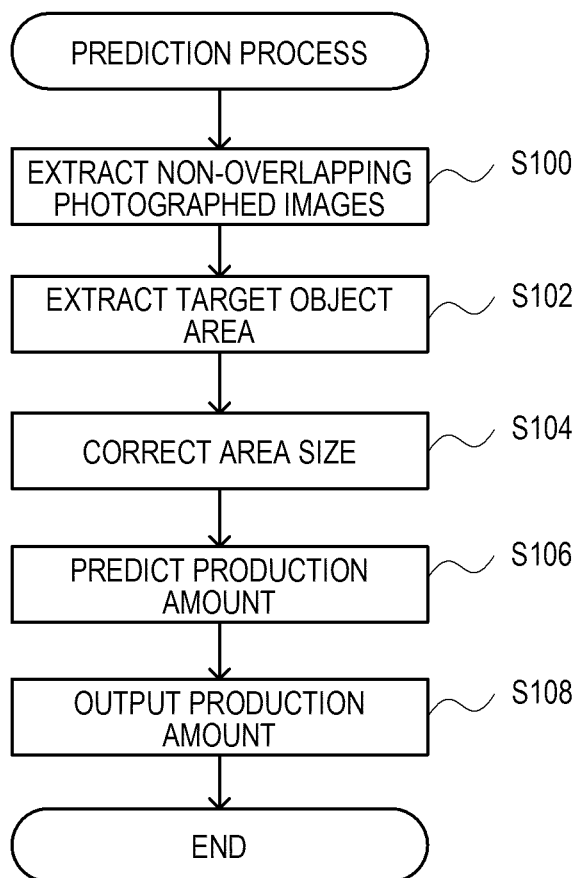 PREDICTION PROCESS
EXTRACT NON-OVERLAPPING
PHOTOGRAPHED IMAGES
S100
EXTRACT TARGET OBJECT
AREA
S102
CORRECT AREA SIZE
S104
PREDICT PRODUCTION
AMOUNT
S106
OUTPUT PRODUCTION
AMOUNT
S108
END